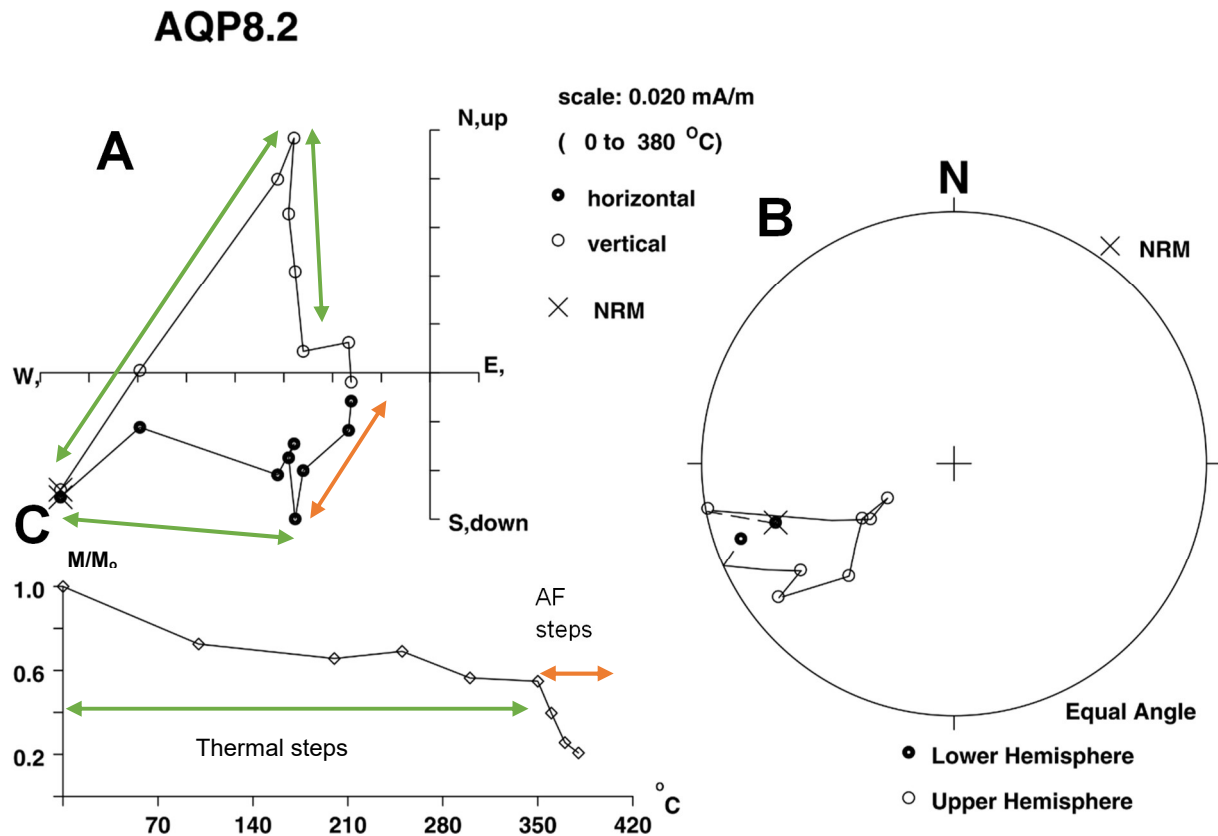 AQP8.2
A
scale: 0.020 mA/m
( 0 to 380 °C)
horizontal
vertical
NRM
N,up
W,
E,
S,down
B
N
NRM
Equal Angle
Lower Hemisphere
Upper Hemisphere
C
M/Mo
1.0
0.6
0.2
AF
steps
Thermal steps
70 140 210 280 350 420
°C